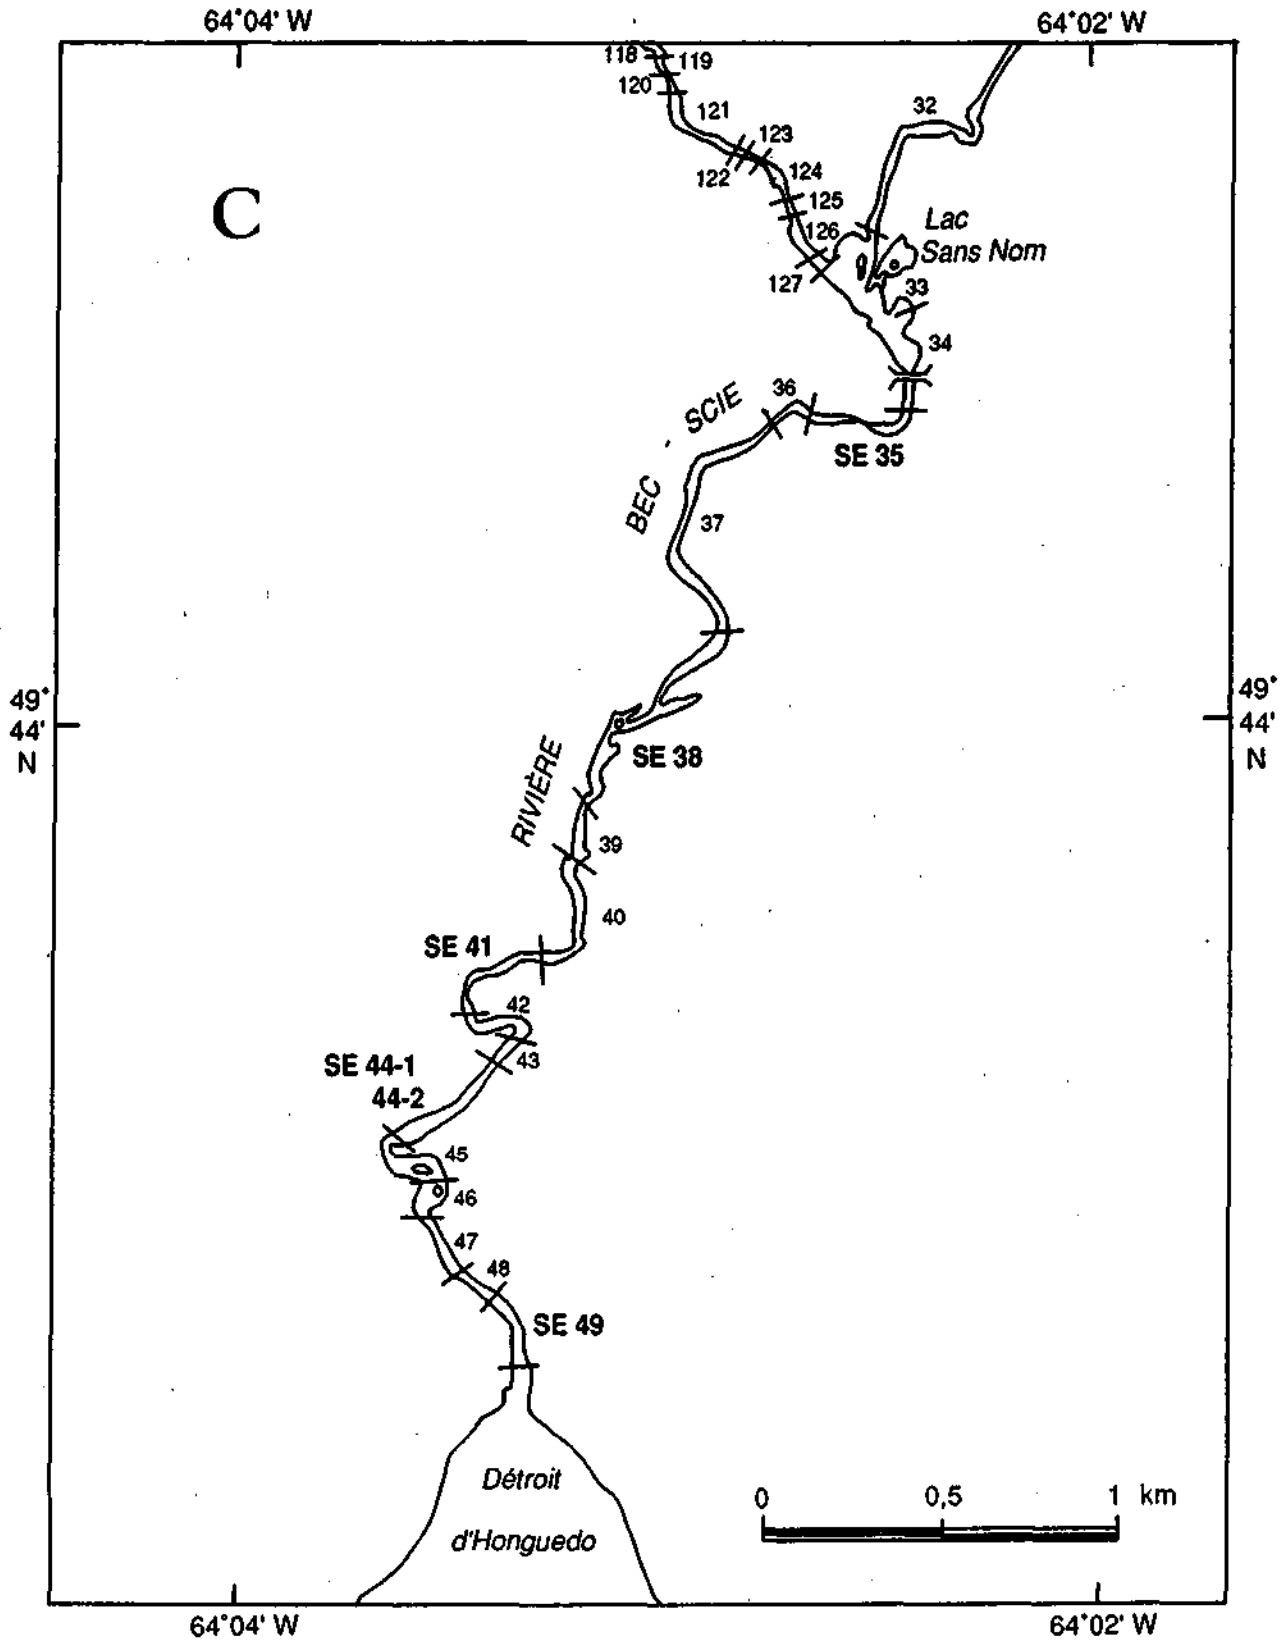 64°04' W
64°02' W
118
119
120
121
32
123
122
124
C
125
Lac
126
Sans Nom
127
33
34
36
SCIE
SE 35
BEC
37
49°
44'
N
49°
44'
N
SE 38
RIVIÈRE
39
40
SE 41
42
43
SE 44-1
44-2
45
46
47
48
SE 49
Détroit
d'Honguedo
0 0,5 1 km
64°04' W
64°02' W